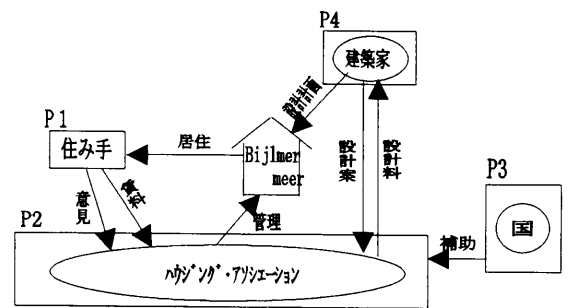 P4
建築家
設計計画
P1
住み手
居住
Bijlmer
meer
設計案
設計料
P3
国
意見
賃料
P2
管理
補助
ハウジング・アソシエーション